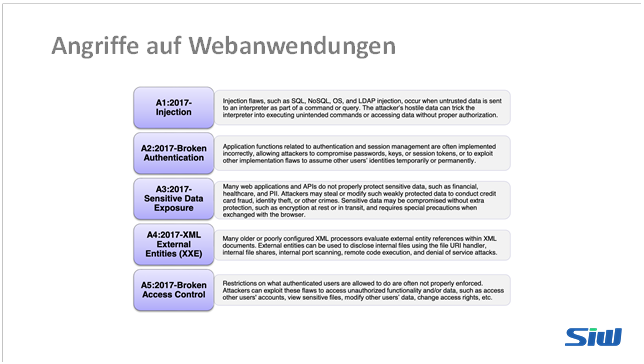 Angriffe auf Webanwendungen
A1:2017-
Injection
Injection flaws, such as SQL, NoSQL, OS, and LDAP injection, occur when untrusted data is sent
to an interpreter as part of a command or query. The attacker's hostile data can trick the
interpreter into executing unintended commands or accessing data without proper authorization.
A2:2017-Broken
Authentication
Application functions related to authentication and session management are often implemented
incorrectly, allowing attackers to compromise passwords, keys, or session tokens, or to exploit
other implementation flaws to assume other users' identities temporarily or permanently.
A3:2017-
Sensitive Data
Exposure
Many web applications and APIs do not properly protect sensitive data, such as financial,
healthcare, and PII. Attackers may steal or modify such weakly protected data to conduct credit
card fraud, identity theft, or other crimes. Sensitive data may be compromised without extra
protection, such as encryption at rest or in transit, and requires special precautions when
exchanged with the browser.
A4:2017-XML
External
Entities (XXE)
Many older or poorly configured XML processors evaluate external entity references within XML
documents. External entities can be used to disclose internal files using the file URI handler,
internal file shares, internal port scanning, remote code execution, and denial of service attacks.
A5:2017-Broken
Access Control
Restrictions on what authenticated users are allowed to do are often not properly enforced.
Attackers can exploit these flaws to access unauthorized functionality and/or data, such as access
other users' accounts, view sensitive files, modify other users' data, change access rights, etc.
SIW